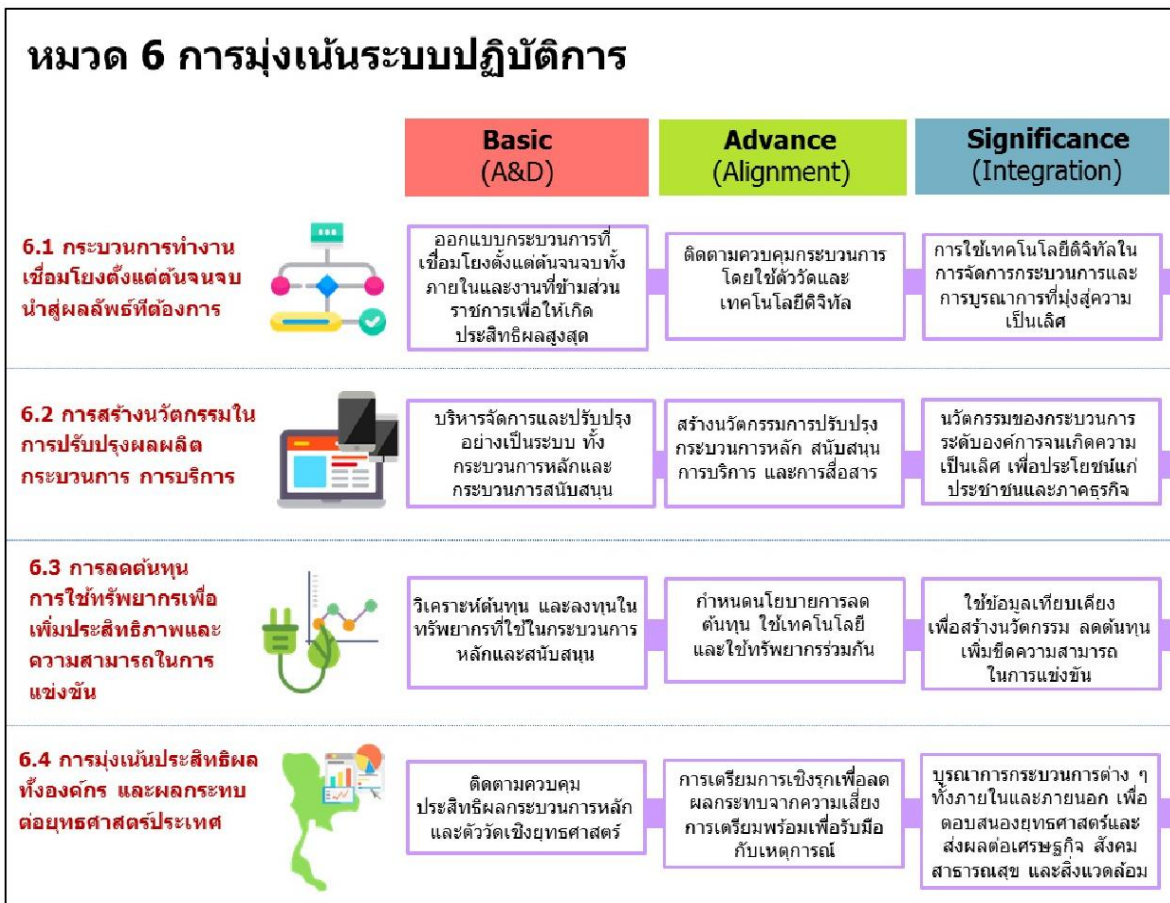 หมวด 6 การมุ่งเน้นระบบปฏิบัติการ
Basic
(A&D)
Advance
(Alignment)
Significance
(Integration)
6.1 กระบวนการทำงาน
เชื่อมโยงตั้งแต่ต้นจนจบ
นำสู่ผลลัพธ์ที่ต้องการ
ออกแบบกระบวนการที่
เชื่อมโยงตั้งแต่ต้นจนจบทั้ง
ภายในและงานที่ข้ามส่วน
ราชการเพื่อให้เกิด
ประสิทธิผลสูงสุด
ติดตามควบคุมกระบวนการ
โดยใช้ตัววัดและ
เทคโนโลยีดิจิทัล
การใช้เทคโนโลยีดิจิทัลใน
การจัดการกระบวนการและ
การบูรณาการที่มุ่งสู่ความ
เป็นเลิศ
6.2 การสร้างนวัตกรรมใน
การปรับปรุงผลผลิต
กระบวนการ การบริการ
บริหารจัดการและปรับปรุง
อย่างเป็นระบบ ทั้ง
กระบวนการหลักและ
กระบวนการสนับสนุน
สร้างนวัตกรรมการปรับปรุง
กระบวนการหลัก สนับสนุน
การบริการ และการสื่อสาร
นวัตกรรมของกระบวนการ
ระดับองค์การจนเกิดความ
เป็นเลิศ เพื่อประโยชน์แก่
ประชาชนและภาคธุรกิจ
6.3 การลดต้นทุน
การใช้ทรัพยากรเพื่อ
เพิ่มประสิทธิภาพและ
ความสามารถในการ
แข่งขัน
วิเคราะห์ต้นทุน และลงทุนใน
ทรัพยากรที่ใช้ในกระบวนการ
หลักและสนับสนุน
กำหนดนโยบายการลด
ต้นทุน ใช้เทคโนโลยี
และใช้ทรัพยากรร่วมกัน
ใช้ข้อมูลเทียบเคียง
เพื่อสร้างนวัตกรรม ลดต้นทุน
เพิ่มขีดความสามารถ
ในการแข่งขัน
6.4 การมุ่งเน้นประสิทธิผล
ทั้งองค์กร และผลกระทบ
ต่อยุทธศาสตร์ประเทศ
ติดตามควบคุม
ประสิทธิผลกระบวนการหลัก
และตัววัดเชิงยุทธศาสตร์
การเตรียมการเชิงรุกเพื่อลด
ผลกระทบจากความเสี่ยง
การเตรียมพร้อมเพื่อรับมือ
กับเหตุการณ์
บูรณาการกระบวนการต่าง ๆ
ทั้งภายในและภายนอก เพื่อ
ตอบสนองยุทธศาสตร์และ
ส่งผลต่อเศรษฐกิจ สังคม
สาธารณสุข และสิ่งแวดล้อม